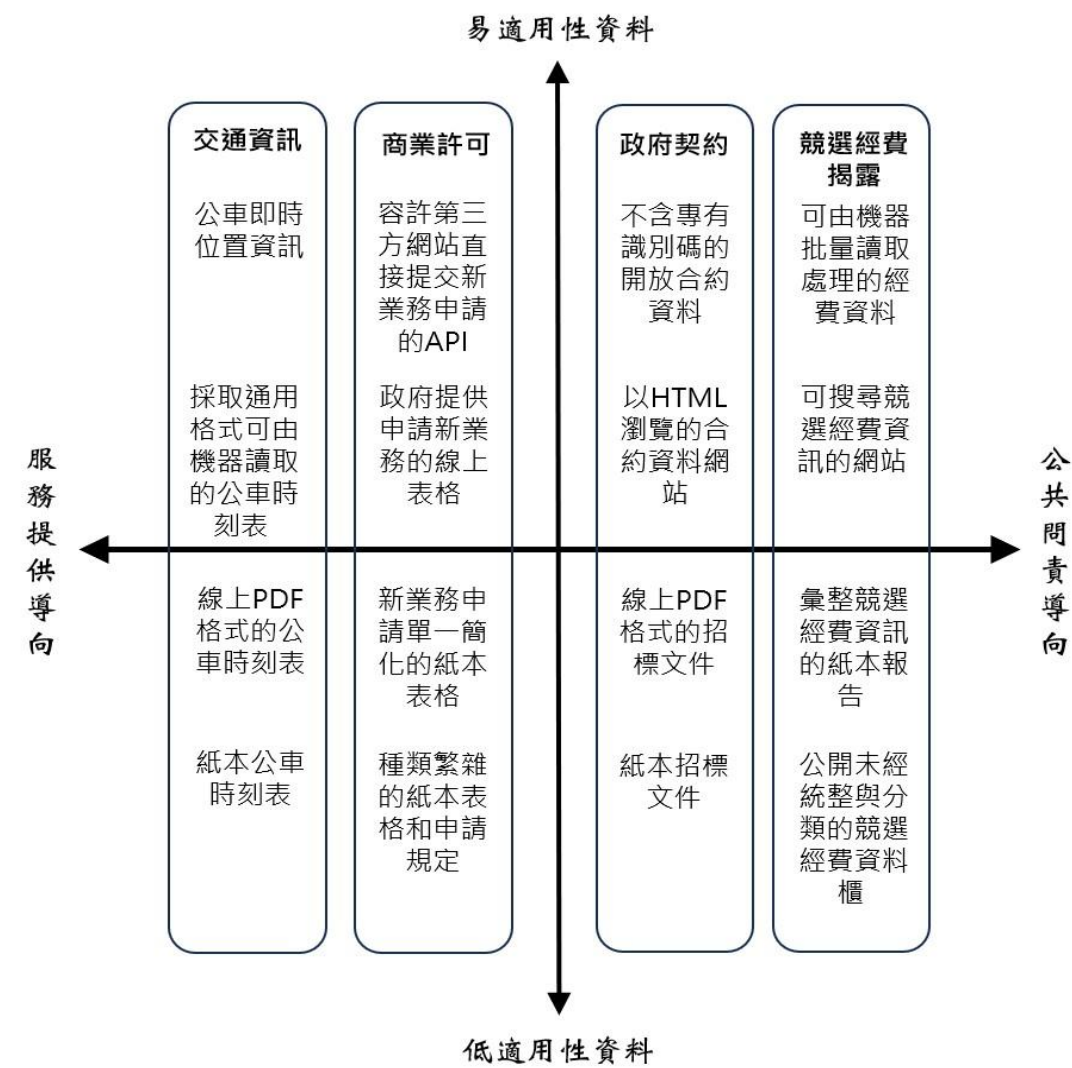 易適用性資料
交通資訊
公車即時
位置資訊
採取通用
格式可由
機器讀取
的公車時
刻表
線上PDF
格式的公
車時刻表
紙本公車
時刻表
商業許可
容許第三
方網站直
接提交新
業務申請
的API
政府提供
申請新業
務的線上
表格
新業務申
請單一簡
化的紙本
表格
種類繁雜
的紙本表
格和申請
規定
政府契約
不含專有
識別碼的
開放合約
資料
以HTML
瀏覽的合
約資料網
站
線上PDF
格式的招
標文件
紙本招標
文件
競選經費
揭露
可由機器
批量讀取
處理的經
費資料
可搜尋競
選經費資
訊的網站
彙整競選
經費資訊
的紙本報
告
公開未經
統整與分
類的競選
經費資料
櫃
服務提供導向
公共問責導向
低適用性資料